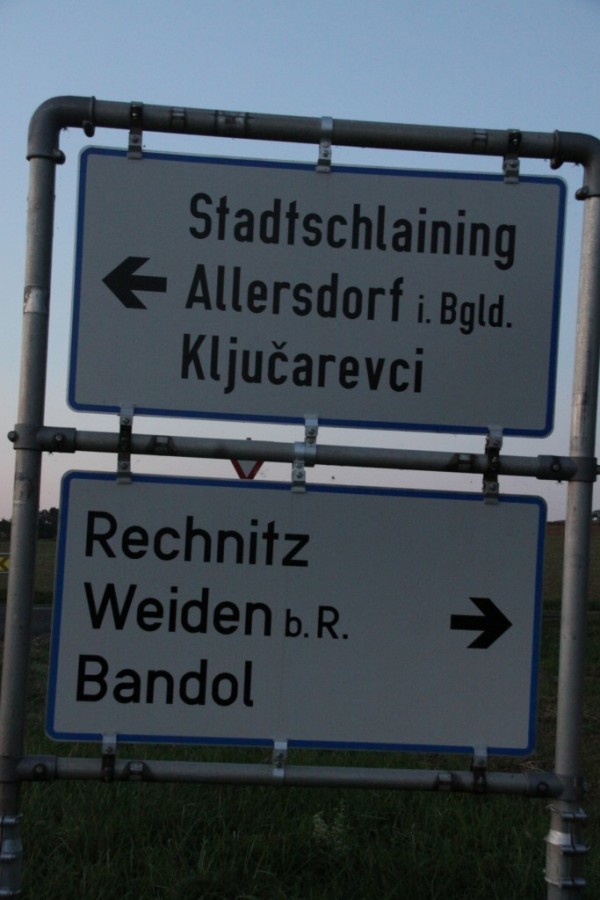 Stadtschlaining
Allersdorf i. Bgld.
Ključarevci
Rechnitz
Weiden b. R.
Bandol